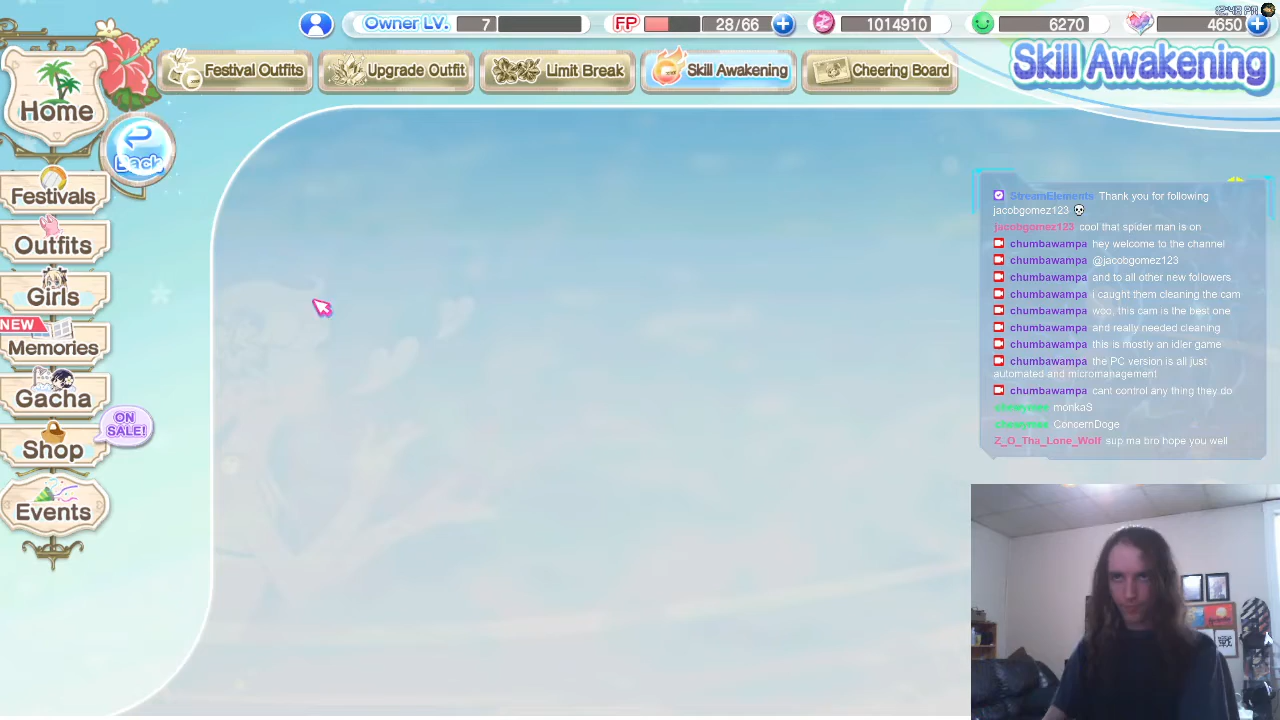 02:48 PM
Owner LV. 7
FP 28/66
1014910
6270
4650
Home
Festival Outfits
Upgrade Outfit
Limit Break
Skill Awakening
Cheering Board
Skill Awakening
Back
Festivals
Outfits
Girls
NEW
Memories
Gacha
ON
SALE!
Shop
Events
StreamElements Thank you for following
jacobgomez123
jacobgomez123 cool that spider man is on
chumbawampa hey welcome to the channel
chumbawampa @jacobgomez123
chumbawampa and to all other new followers
chumbawampa i caught them cleaning the cam
chumbawampa woo, this cam is the best one
chumbawampa and really needed cleaning
chumbawampa this is mostly an idler game
chumbawampa the PC version is all just
automated and micromanagement
chumbawampa cant control any thing they do
monkaS
ConcernDoge
Z_O_Tha_Lone_Wolf sup ma bro hope you well